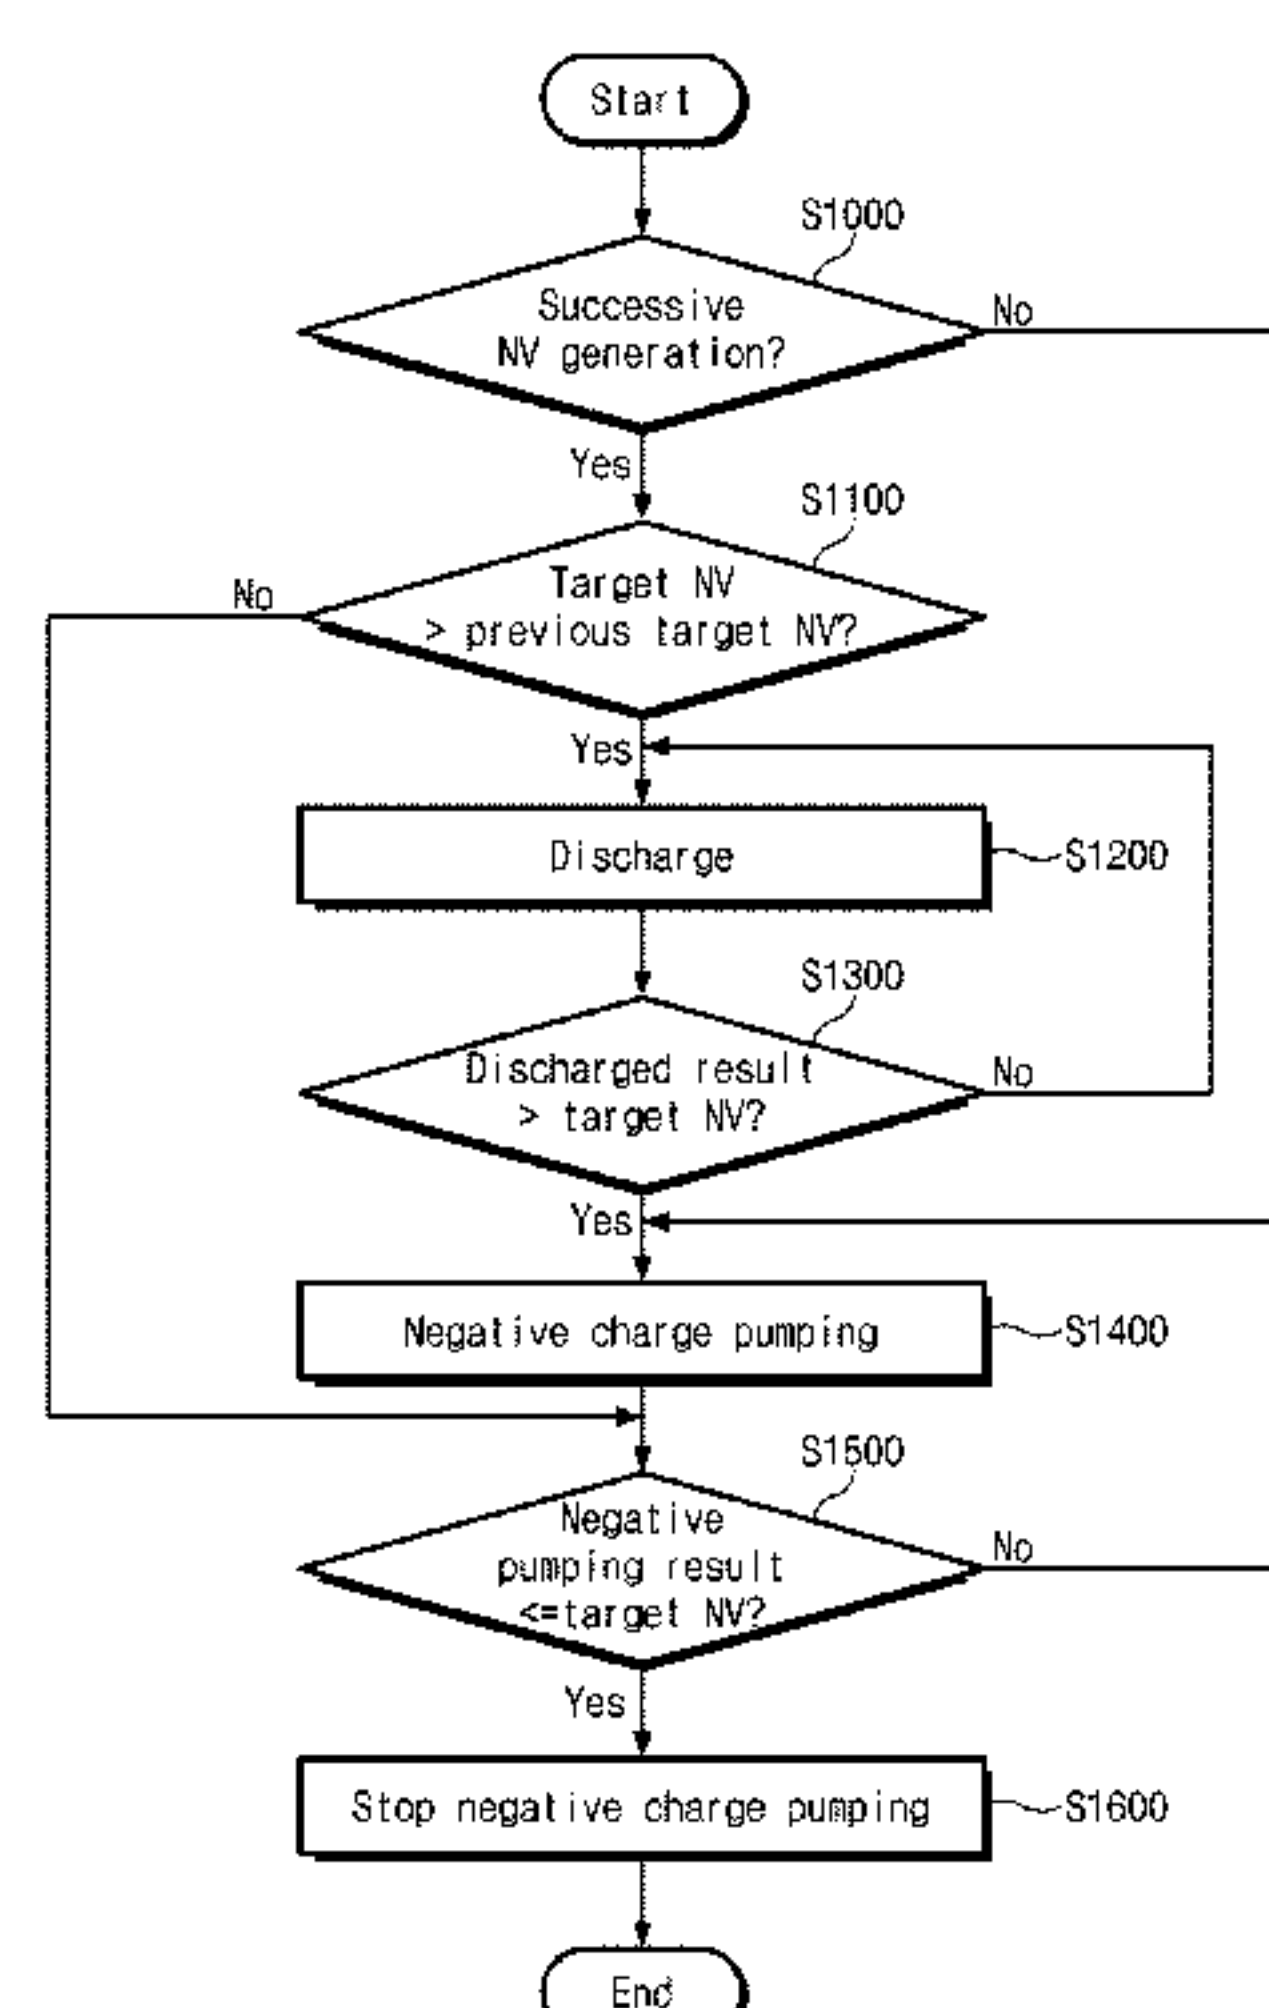 Start
S1000
Successive
NV generation?
No
Yes
S1100
Target NV
> previous target NV?
No
Yes
Discharge
S1200
S1300
Discharged result
> target NV?
No
Yes
Negative charge pumping
S1400
S1500
Negative
pumping result
<=target NV?
No
Yes
Stop negative charge pumping
S1600
End